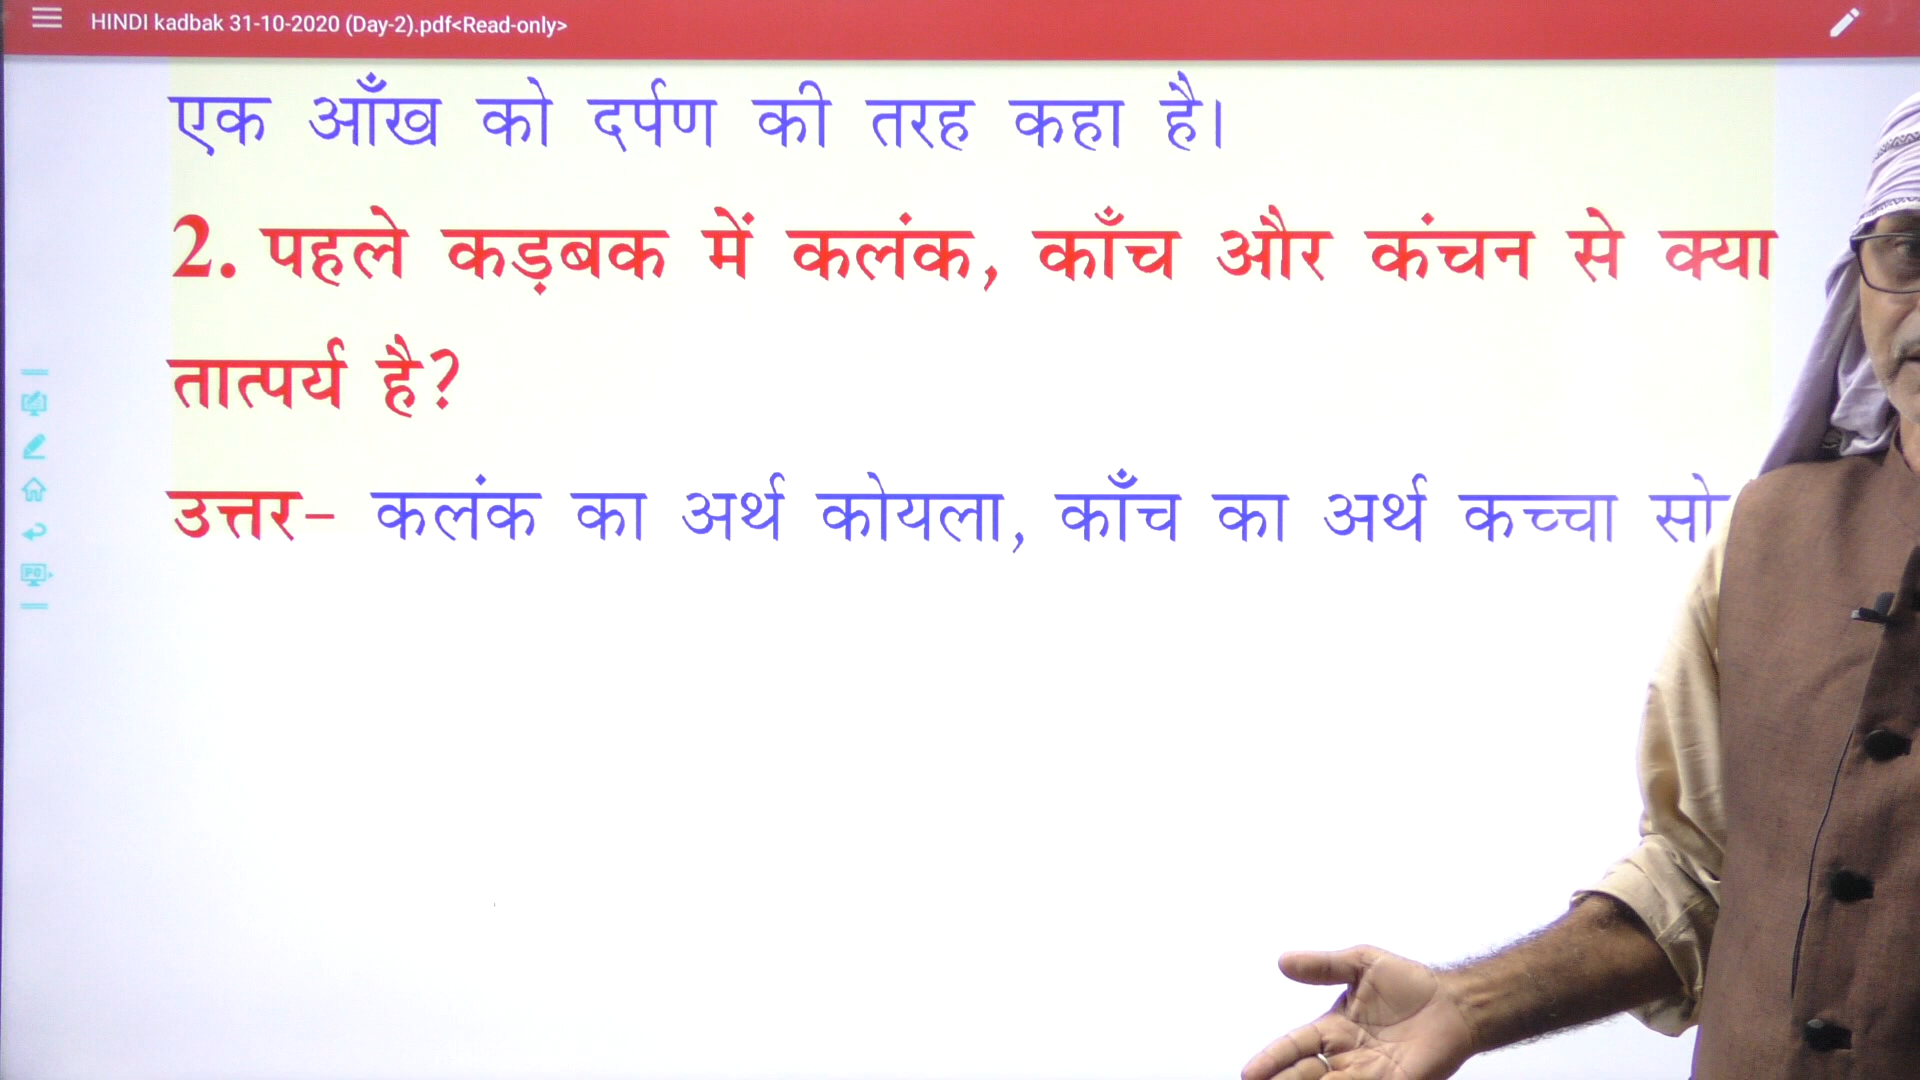 HINDI kadbak 31-10-2020 (Day-2).pdf<Read-only>
एक आँख को दर्पण की तरह कहा है।
2. पहले कड़बक में कलंक, काँच और कंचन से क्या
तात्पर्य है?
उत्तर– कलंक का अर्थ कोयला, काँच का अर्थ कच्चा